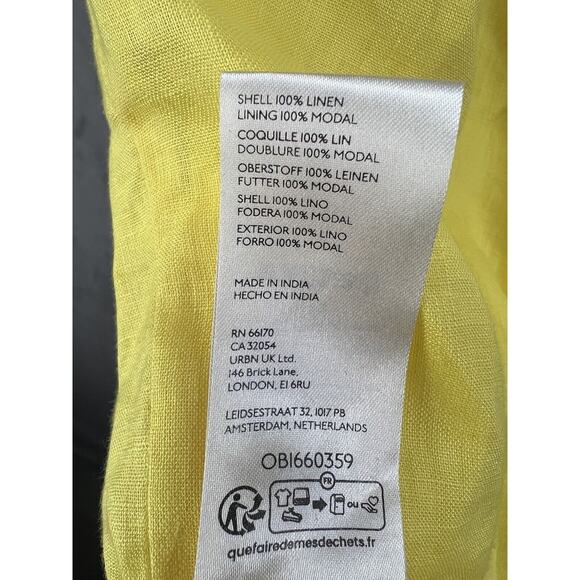 SHELL 100% LINEN
LINING 100% MODAL
COQUILLE 100% LIN
DOUBLURE 100% MODAL
OBERSTOFF 100% LEINEN
FUTTER 100% MODAL
SHELL 100% LINO
FODERA 100% MODAL
EXTERIOR 100% LINO
FORRO 100% MODAL
MADE IN INDIA
HECHO EN INDIA
RN 66170
CA 32054
URBN UK Ltd.
146 Brick Lane,
LONDON, E1 6RU
LEIDSESTRAAT 32, 1017 PB
AMSTERDAM, NETHERLANDS
OB1660359
FR
ou
quefairedemesdechets.fr